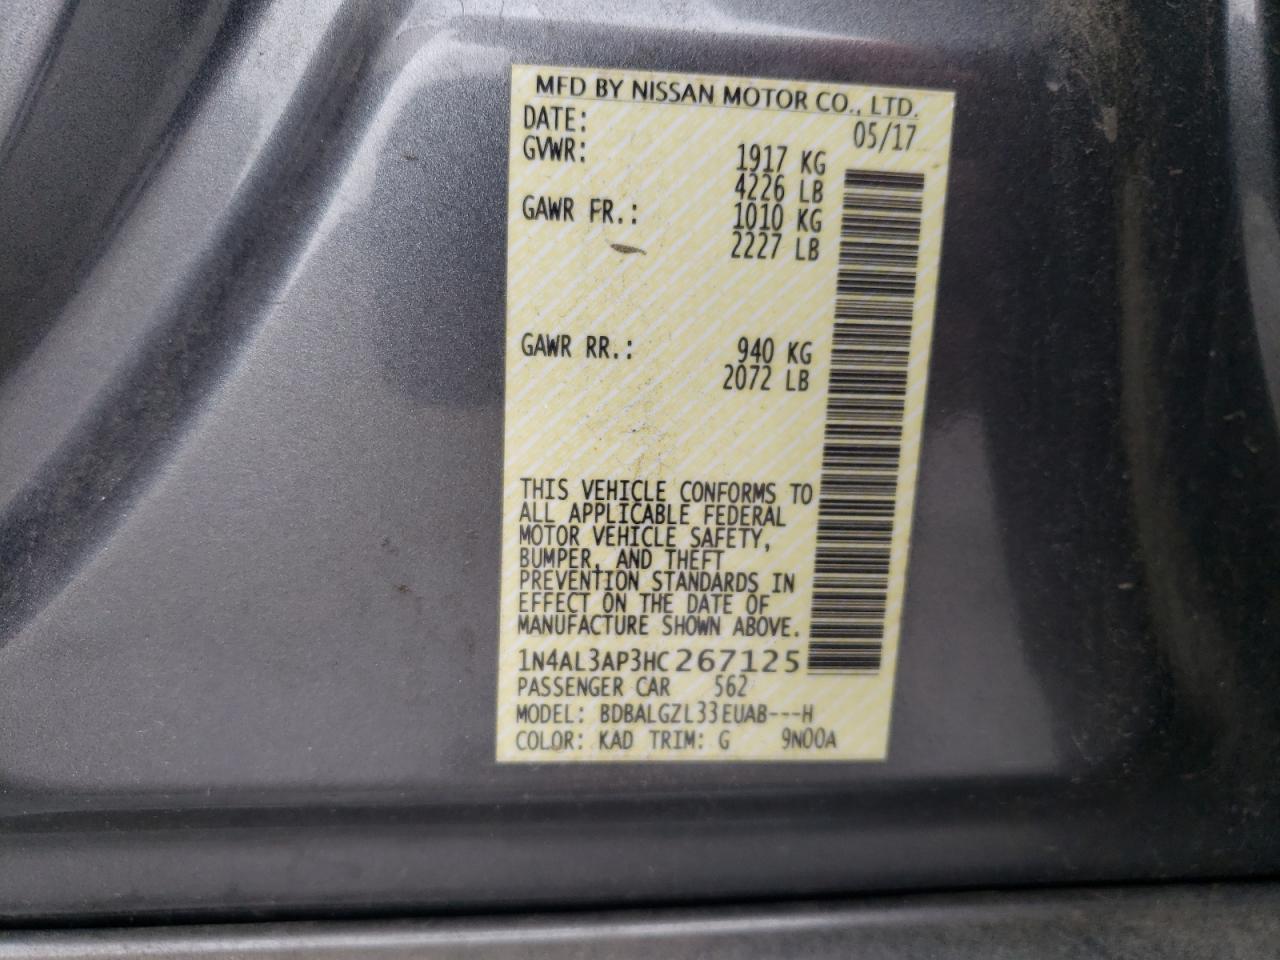 MFD BY NISSAN MOTOR CO., LTD.
DATE: 05/17
GVWR: 1917 KG
4226 LB
GAWR FR.: 1010 KG
2227 LB
GAWR RR.: 940 KG
2072 LB
THIS VEHICLE CONFORMS TO
ALL APPLICABLE FEDERAL
MOTOR VEHICLE SAFETY,
BUMPER, AND THEFT
PREVENTION STANDARDS IN
EFFECT ON THE DATE OF
MANUFACTURE SHOWN ABOVE.
1N4AL3AP3HC267125
PASSENGER CAR 562
MODEL: BDBALGZL33EUAB---H
COLOR: KAD TRIM: G 9N00A